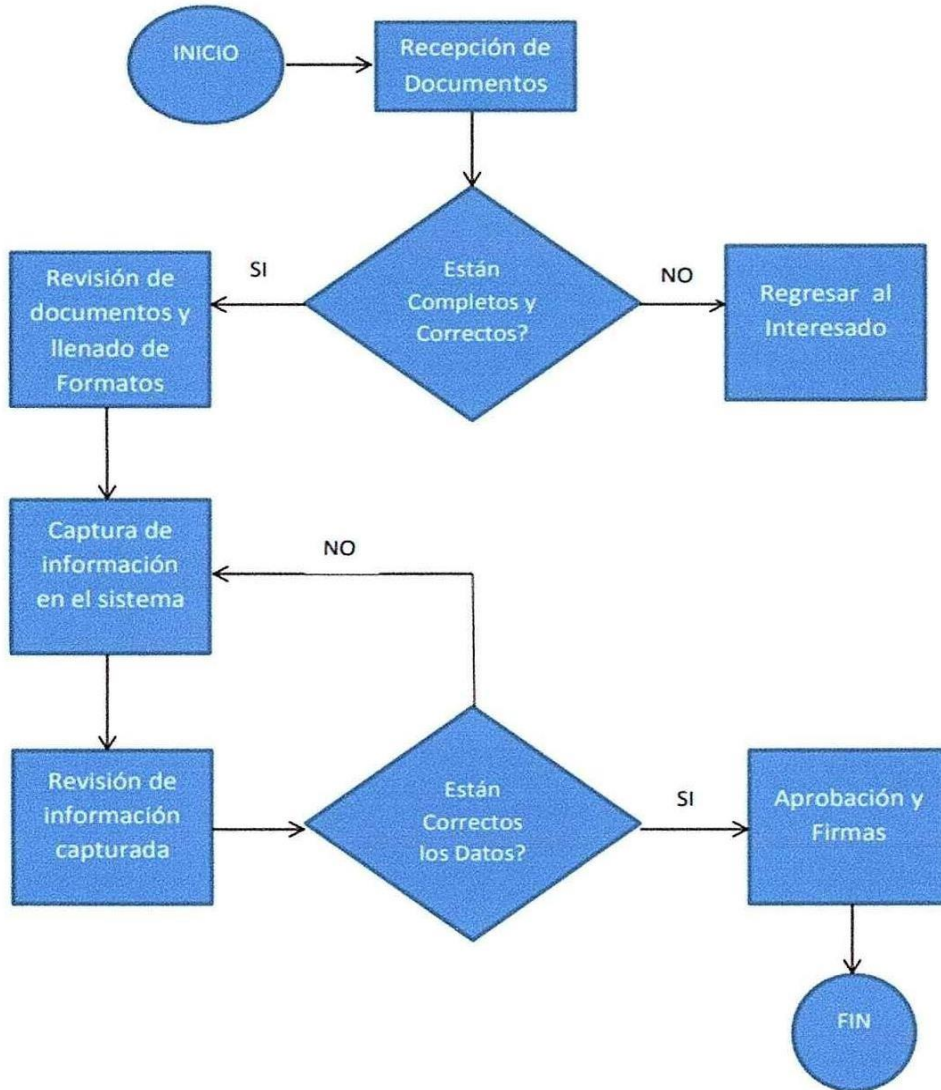 INICIO
Recepción de
Documentos
SI
Están
Completos y
Correctos?
NO
Regresar al
Interesado
Revisión de
documentos y
llenado de
Formatos
Captura de
información
en el sistema
NO
Revisión de
información
capturada
Están
Correctos
los Datos?
SI
Aprobación y
Firmas
FIN